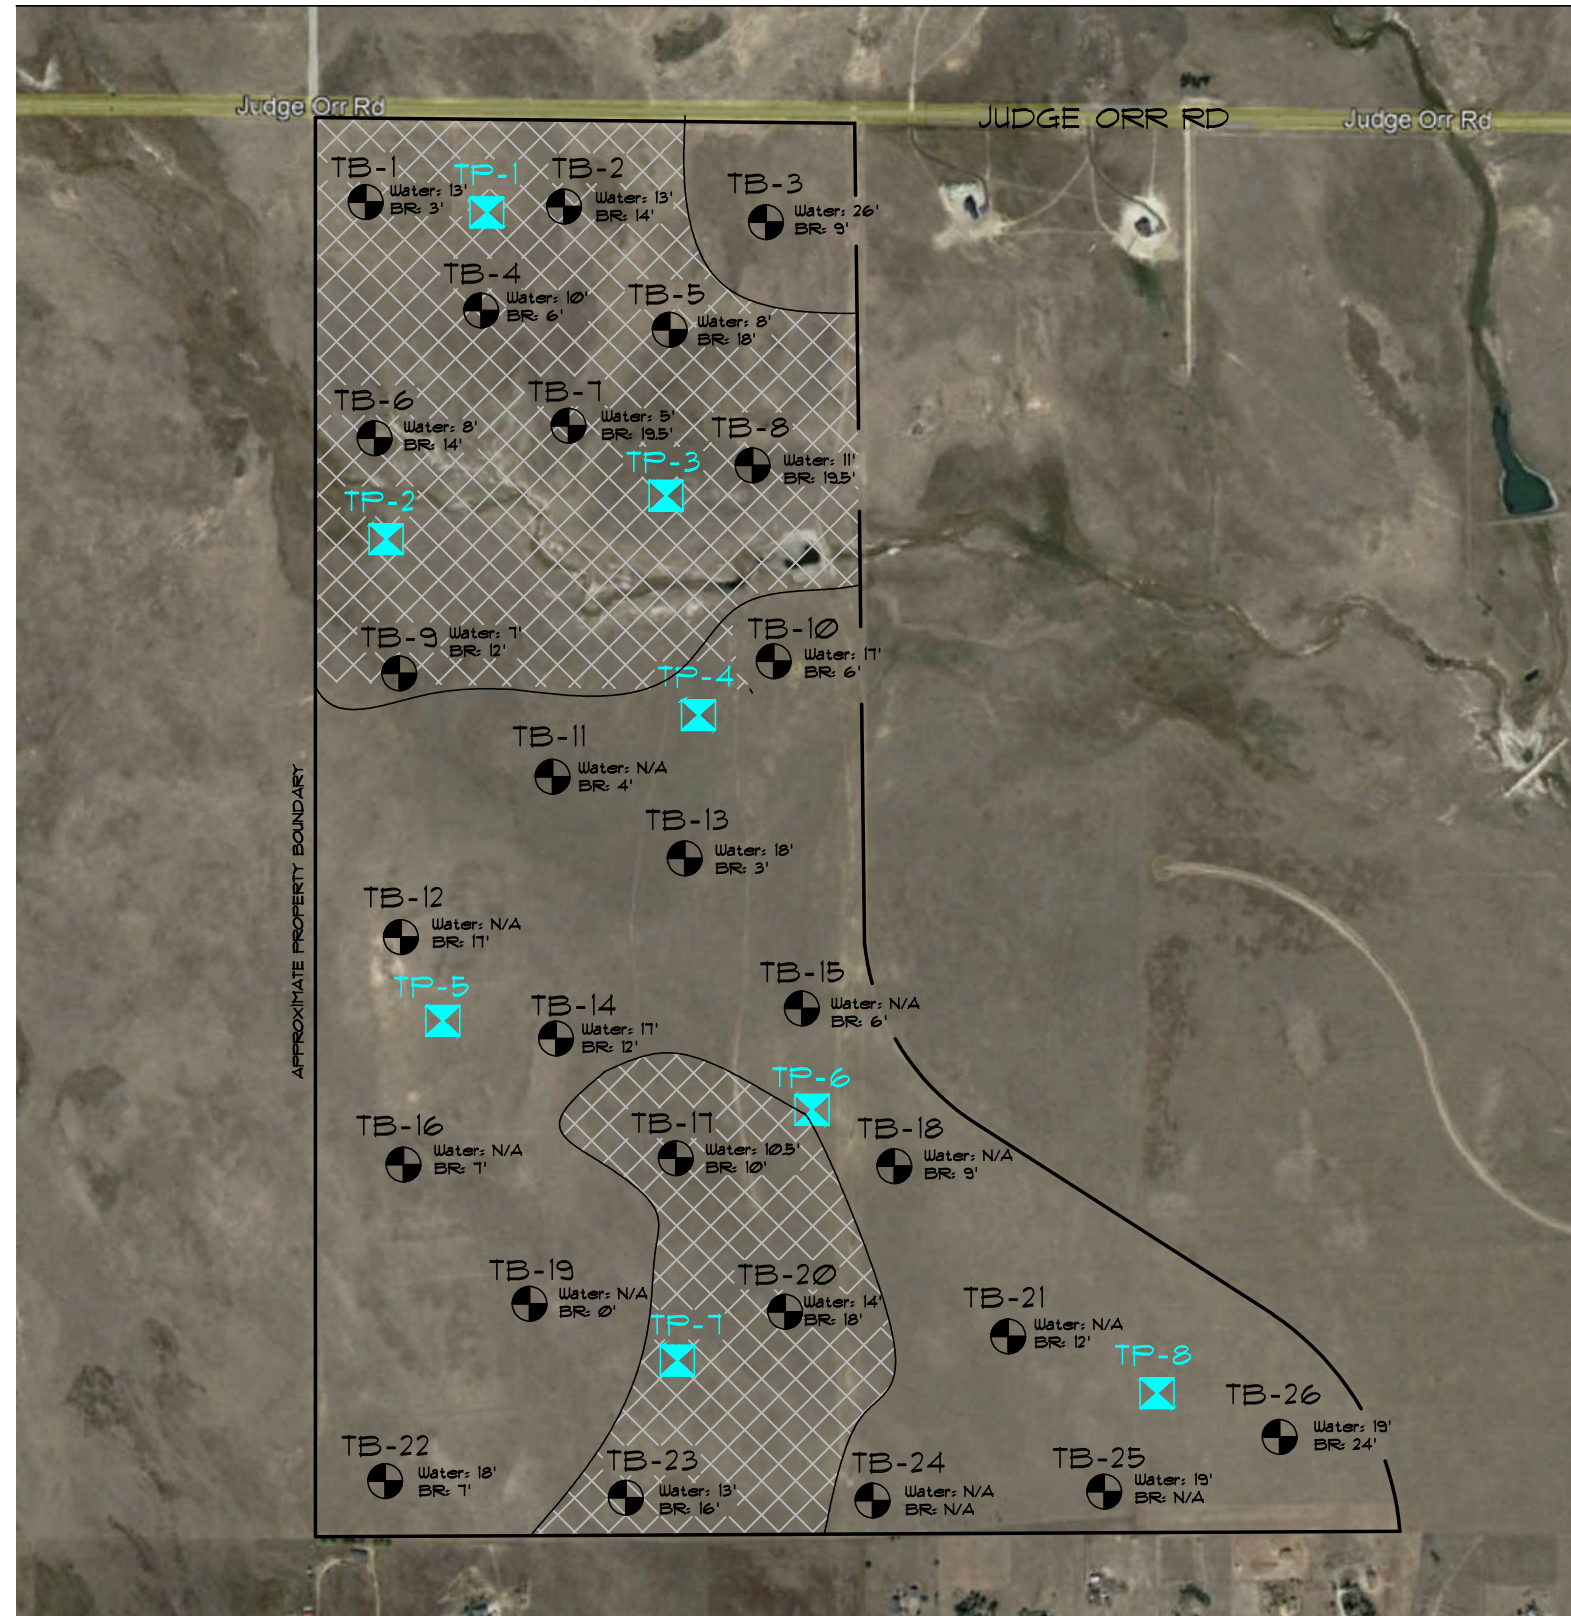 Judge Orr Rd
JUDGE ORR RD
Judge Orr Rd
TB-1
Water: 13'
BR: 3'
TP-1
TB-2
Water: 13'
BR: 14'
TB-3
Water: 26'
BR: 9'
TB-4
Water: 10'
BR: 6'
TB-5
Water: 8'
BR: 18'
TB-6
Water: 8'
BR: 14'
TB-7
Water: 5'
BR: 19.5'
TB-8
Water: 11'
BR: 19.5'
TP-3
TP-2
TB-9
Water: 7'
BR: 12'
TB-10
Water: 17'
BR: 6'
TP-4
TB-11
Water: N/A
BR: 4'
TB-13
Water: 18'
BR: 3'
APPROXIMATE PROPERTY BOUNDARY
TB-12
Water: N/A
BR: 17'
TP-5
TB-14
Water: 17'
BR: 12'
TB-15
Water: N/A
BR: 6'
TP-6
TB-16
Water: N/A
BR: 7'
TB-17
Water: 10.5'
BR: 10'
TB-18
Water: N/A
BR: 9'
TB-19
Water: N/A
BR: 0'
TB-20
Water: 14'
BR: 18'
TP-7
TB-21
Water: N/A
BR: 12'
TP-8
TB-26
Water: 19'
BR: 24'
TB-22
Water: 18'
BR: 7'
TB-23
Water: 13'
BR: 16'
TB-24
Water: N/A
BR: N/A
TB-25
Water: 19'
BR: N/A